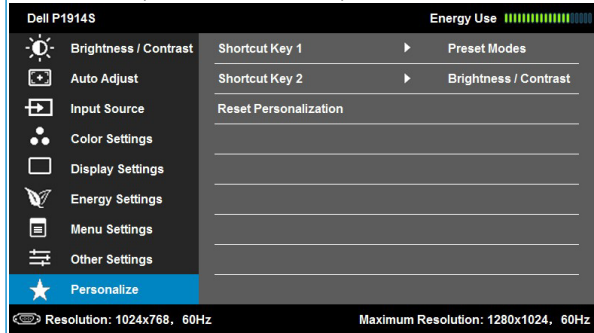 Dell P1914S Energy Use
Brightness / Contrast Shortcut Key 1 Preset Modes
Auto Adjust Shortcut Key 2 Brightness / Contrast
Input Source Reset Personalization
Color Settings
Display Settings
Energy Settings
Menu Settings
Other Settings
Personalize
Resolution: 1024x768, 60Hz Maximum Resolution: 1280x1024, 60Hz